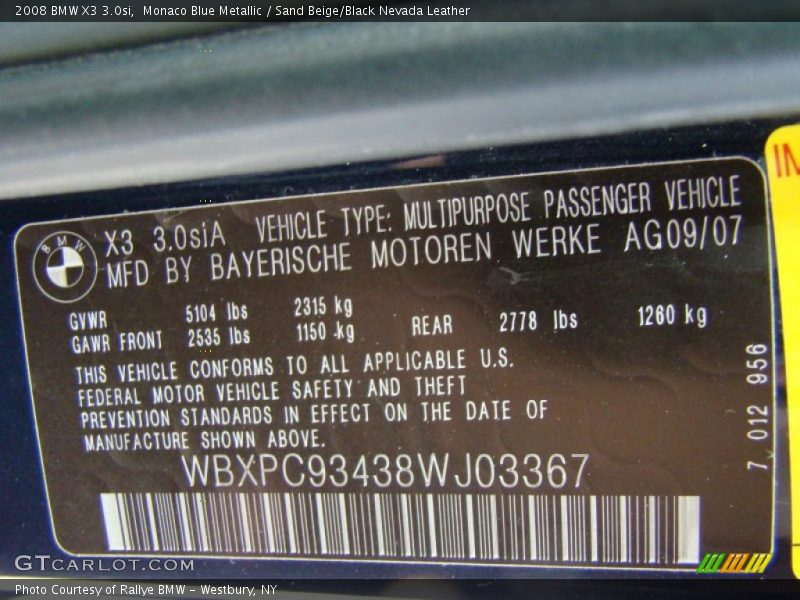 2008 BMW X3 3.0si, Monaco Blue Metallic / Sand Beige/Black Nevada Leather
IM
BMW
X3 3.0siA VEHICLE TYPE: MULTIPURPOSE PASSENGER VEHICLE
MFD BY BAYERISCHE MOTOREN WERKE AG09/07
GVWR 5104 lbs 2315 kg
GAWR FRONT 2535 lbs 1150 kg REAR 2778 lbs 1260 kg
THIS VEHICLE CONFORMS TO ALL APPLICABLE U.S.
FEDERAL MOTOR VEHICLE SAFETY AND THEFT
PREVENTION STANDARDS IN EFFECT ON THE DATE OF
MANUFACTURE SHOWN ABOVE.
7 012 956
WBXPC93438WJ03367
GTCARLOT.COM
Photo Courtesy of Rallye BMW - Westbury, NY